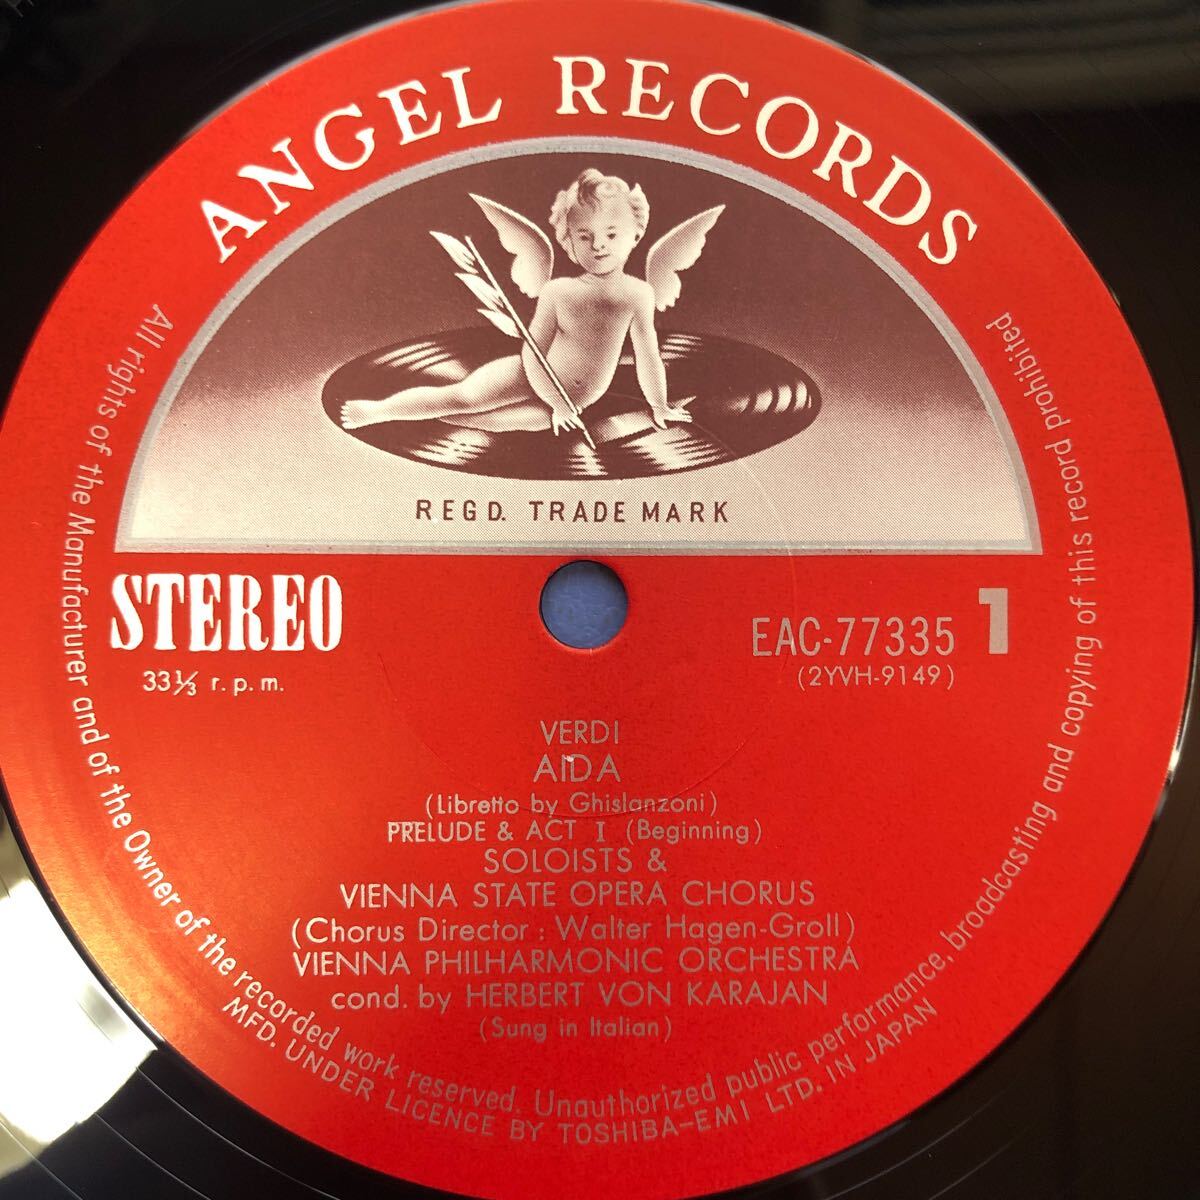 ANGEL RECORDS
REGD. TRADE MARK
STEREO
33⅓ r.p.m.
EAC-77335 1
(2YVH-9149)
VERDI
AIDA
(Libretto by Ghislanzoni)
PRELUDE & ACT I (Beginning)
SOLOISTS &
VIENNA STATE OPERA CHORUS
(Chorus Director : Walter Hagen-Groll)
VIENNA PHILHARMONIC ORCHESTRA
cond. by HERBERT VON KARAJAN
(Sung in Italian)
All rights of the Manufacturer and of the Owner of the recorded work reserved. Unauthorized public performance, broadcasting and copying of this record prohibited
MFD. UNDER LICENCE BY TOSHIBA-EMI LTD. IN JAPAN